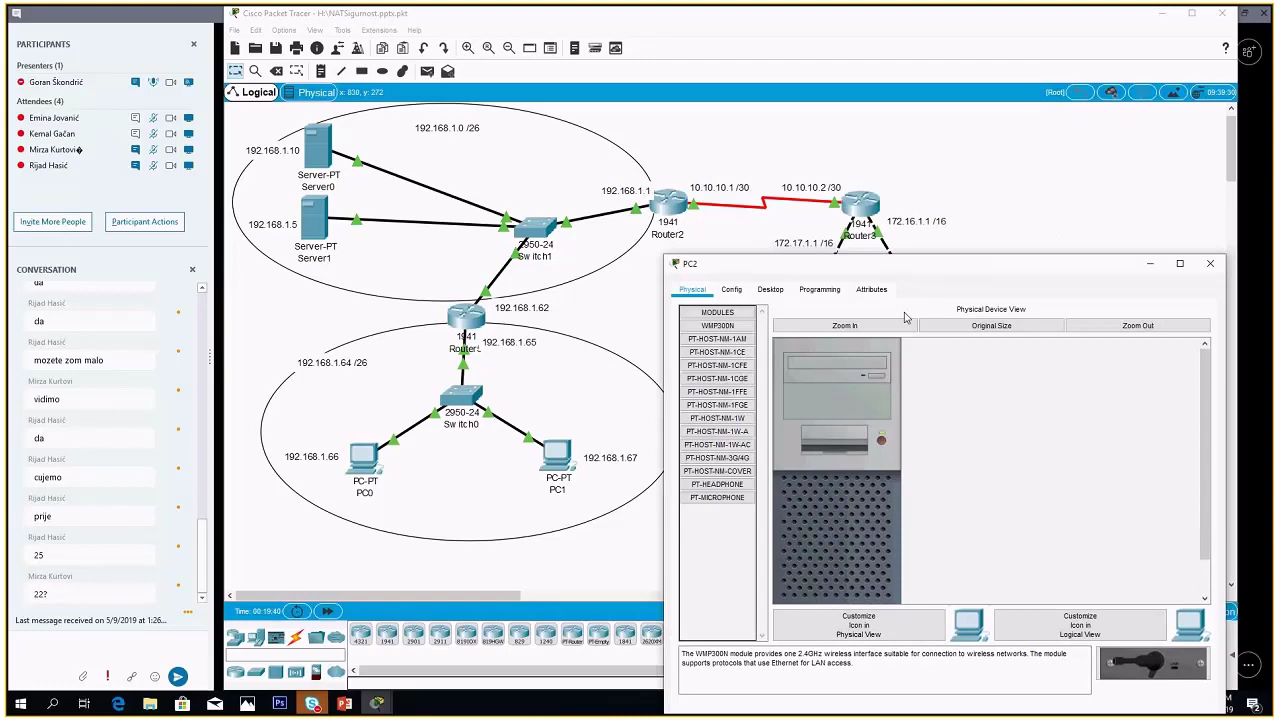 PARTICIPANTS
Presenters (1)
Goran Škondrić
Attendees (4)
Emina Jovanić
Kemal Gačan
Mirza Kurtovi�
Rijad Hasić
Invite More People
Participant Actions
CONVERSATION
da
Rijad Hasić
da
Rijad Hasić
mozete zom malo
Mirza Kurtovi
vidimo
Rijad Hasić
da
Rijad Hasić
cujemo
Rijad Hasić
prije
Rijad Hasić
25
Mirza Kurtovi
22?
Last message received on 5/9/2019 at 1:26...
Cisco Packet Tracer - H:\NATSigurnost.pptx.pkt
File Edit Options View Tools Extensions Help
Logical
Physical
x: 830, y: 272
[Root]
09:39:30
192.168.1.0 /26
192.168.1.10
Server-PT
Server0
192.168.1.5
Server-PT
Server1
2950-24
Switch1
192.168.1.1
1941
Router2
10.10.10.1 /30
10.10.10.2 /30
1941
Router3
172.16.1.1 /16
172.17.1.1 /16
192.168.1.62
1941
192.168.1.65
192.168.1.64 /26
2950-24
Switch0
192.168.1.66
PC-PT
PC0
192.168.1.67
PC-PT
PC1
Time: 00:19:40
4321 1941 2901 2911 819IOX 819HGW 829 1240 PT-Router PT-Empty 1841
PC2
Physical Config Desktop Programming Attributes
MODULES
WMP300N
PT-HOST-NM-1AM
PT-HOST-NM-1CE
PT-HOST-NM-1CFE
PT-HOST-NM-1CGE
PT-HOST-NM-1FFE
PT-HOST-NM-1FGE
PT-HOST-NM-1W
PT-HOST-NM-1W-A
PT-HOST-NM-1W-AC
PT-HOST-NM-3G/4G
PT-HOST-NM-COVER
PT-HEADPHONE
PT-MICROPHONE
Physical Device View
Zoom In
Original Size
Zoom Out
Customize
Icon in
Physical View
Customize
Icon in
Logical View
The WMP300N module provides one 2.4GHz wireless interface suitable for connection to wireless networks. The module
supports protocols that use Ethernet for LAN access.